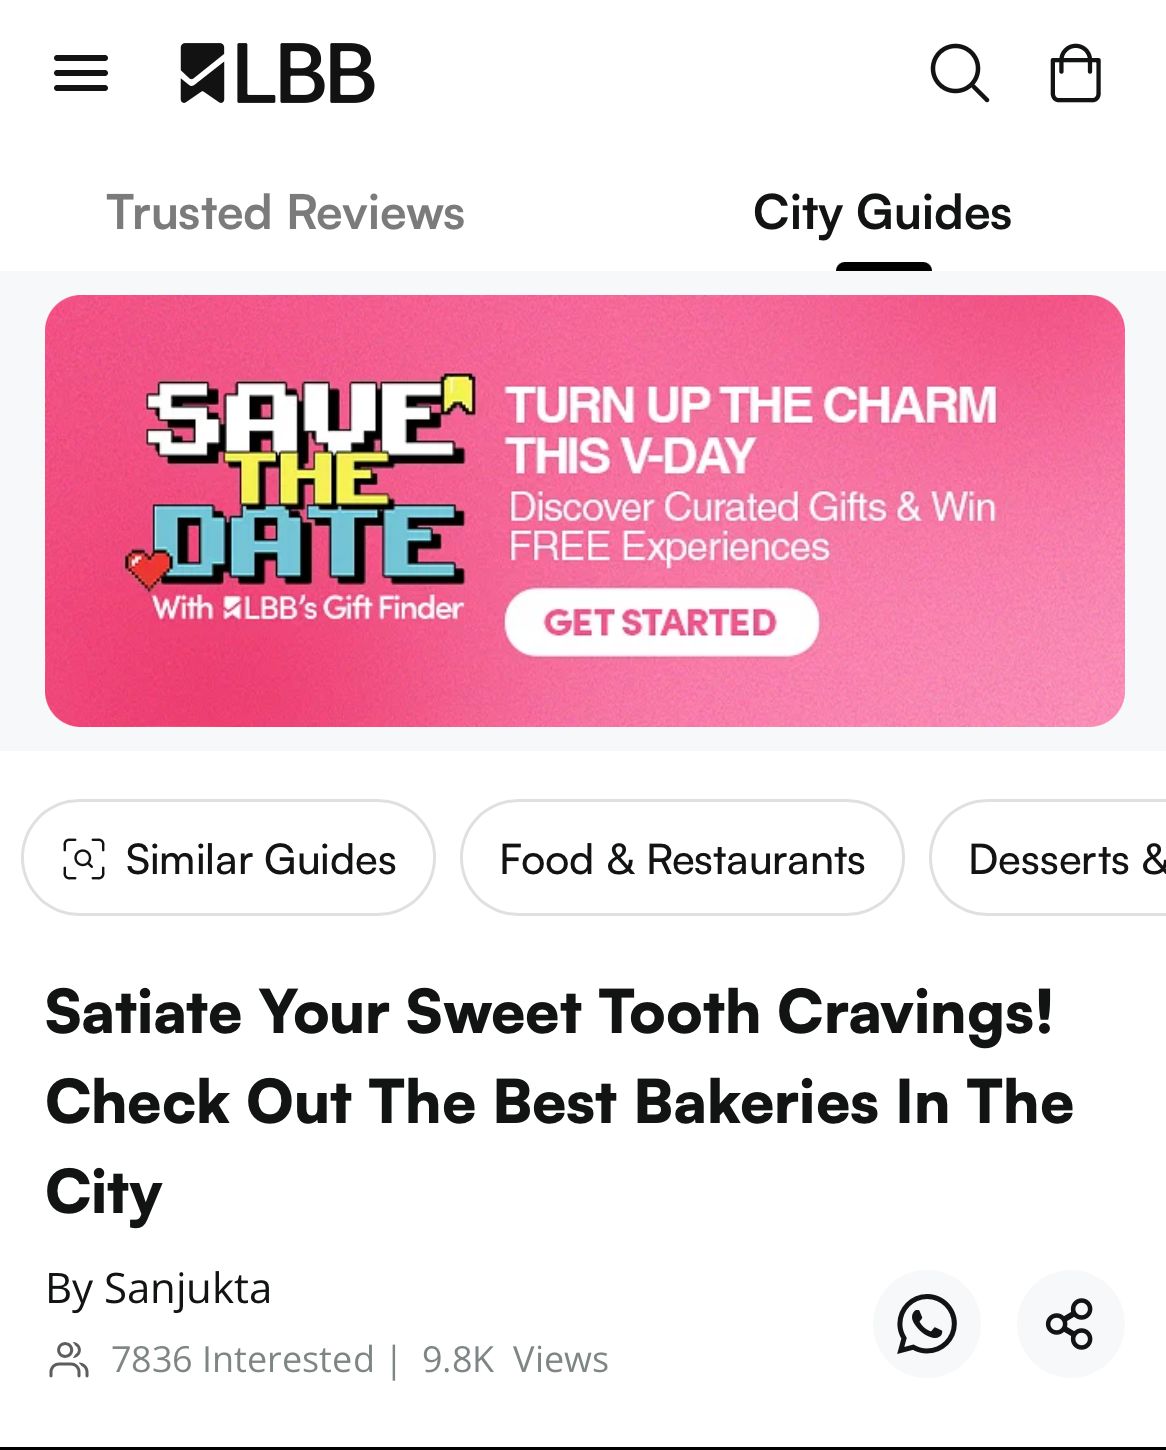 LBB
Trusted Reviews
City Guides
SAVE
THE
DATE
With LBB's Gift Finder
TURN UP THE CHARM
THIS V-DAY
Discover Curated Gifts & Win
FREE Experiences
GET STARTED
Similar Guides
Food & Restaurants
Desserts &
Satiate Your Sweet Tooth Cravings!
Check Out The Best Bakeries In The
City
By Sanjukta
7836 Interested | 9.8K Views